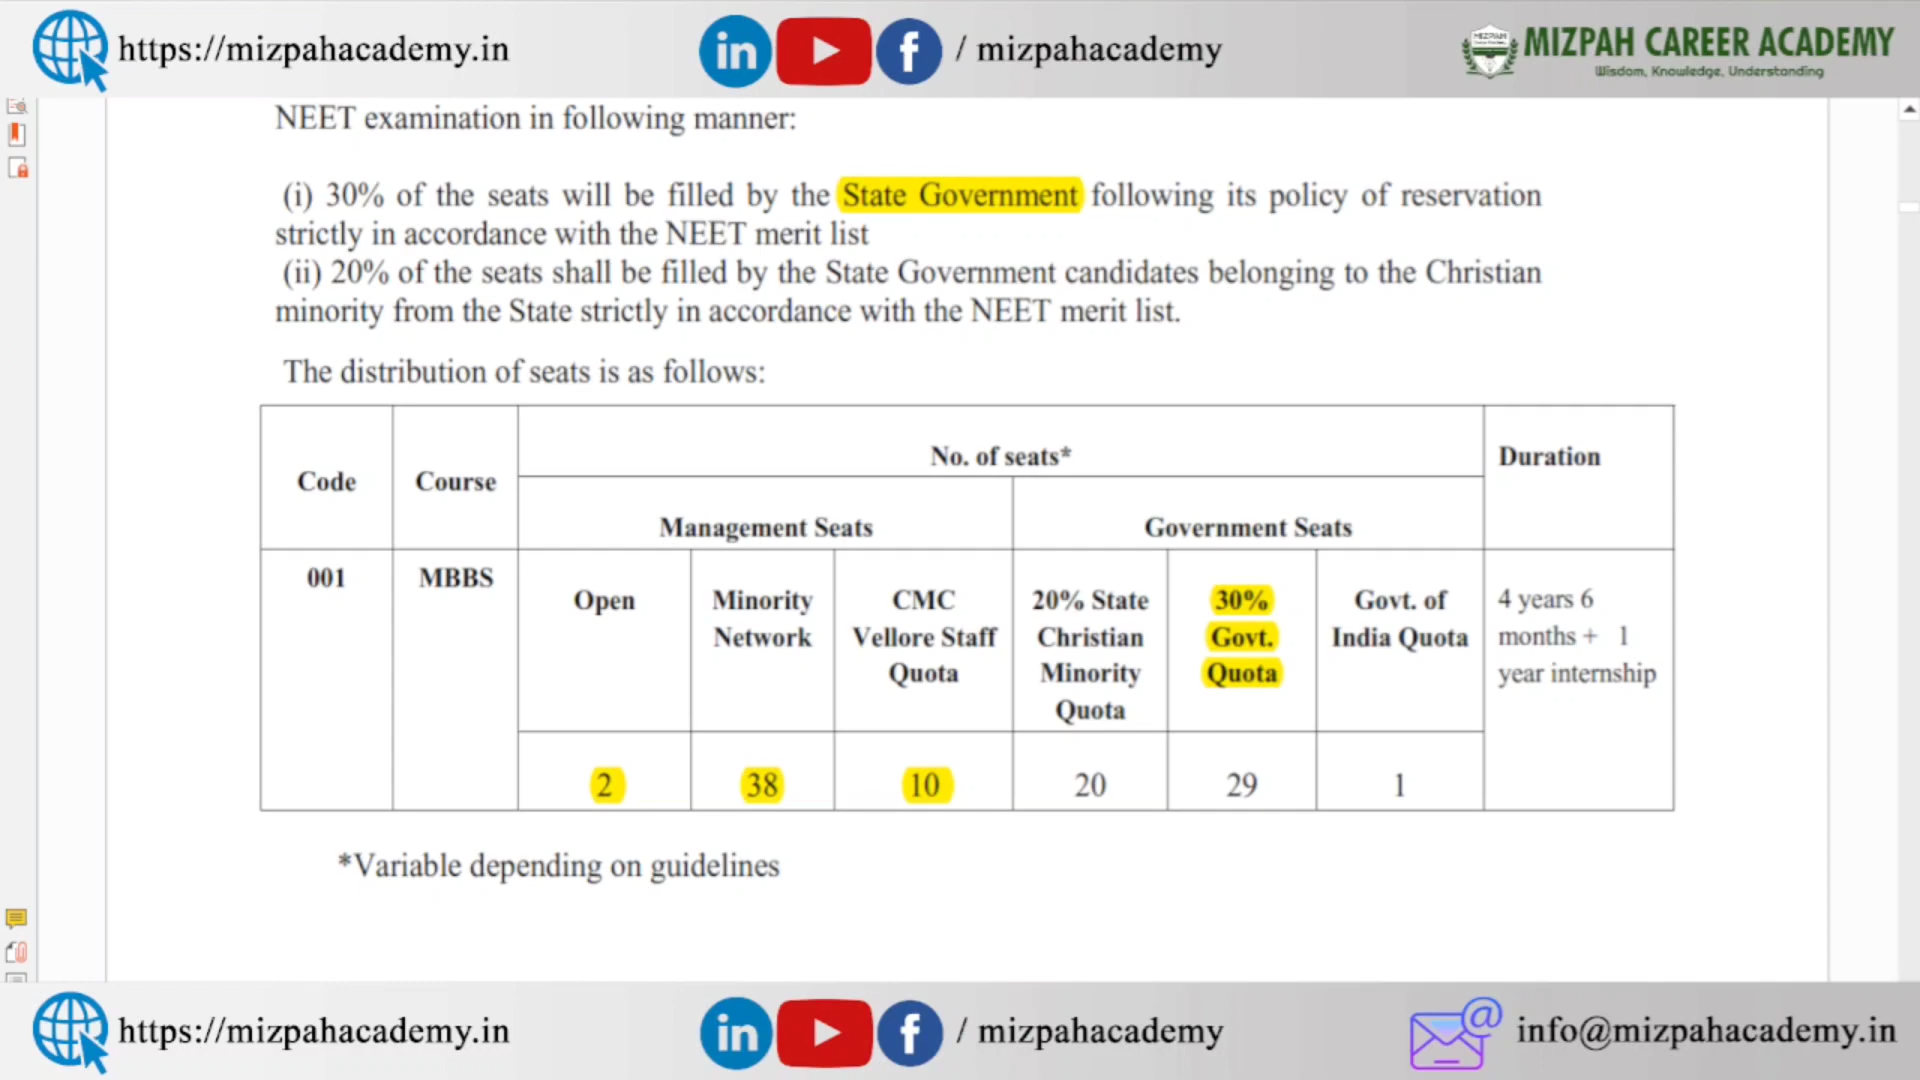 https://mizpahacademy.in
in f / mizpahacademy
MIZPAH
MIZPAH CAREER ACADEMY
Wisdom, Knowledge, Understanding
NEET examination in following manner:
(i) 30% of the seats will be filled by the State Government following its policy of reservation
strictly in accordance with the NEET merit list
(ii) 20% of the seats shall be filled by the State Government candidates belonging to the Christian
minority from the State strictly in accordance with the NEET merit list.
The distribution of seats is as follows:
Code
Course
No. of seats*
Duration
Management Seats
Government Seats
001
MBBS
Open
Minority
Network
CMC
Vellore Staff
Quota
20% State
Christian
Minority
Quota
30%
Govt.
Quota
Govt. of
India Quota
4 years 6
months + 1
year internship
2
38
10
20
29
1
*Variable depending on guidelines
https://mizpahacademy.in
in f / mizpahacademy
@
info@mizpahacademy.in